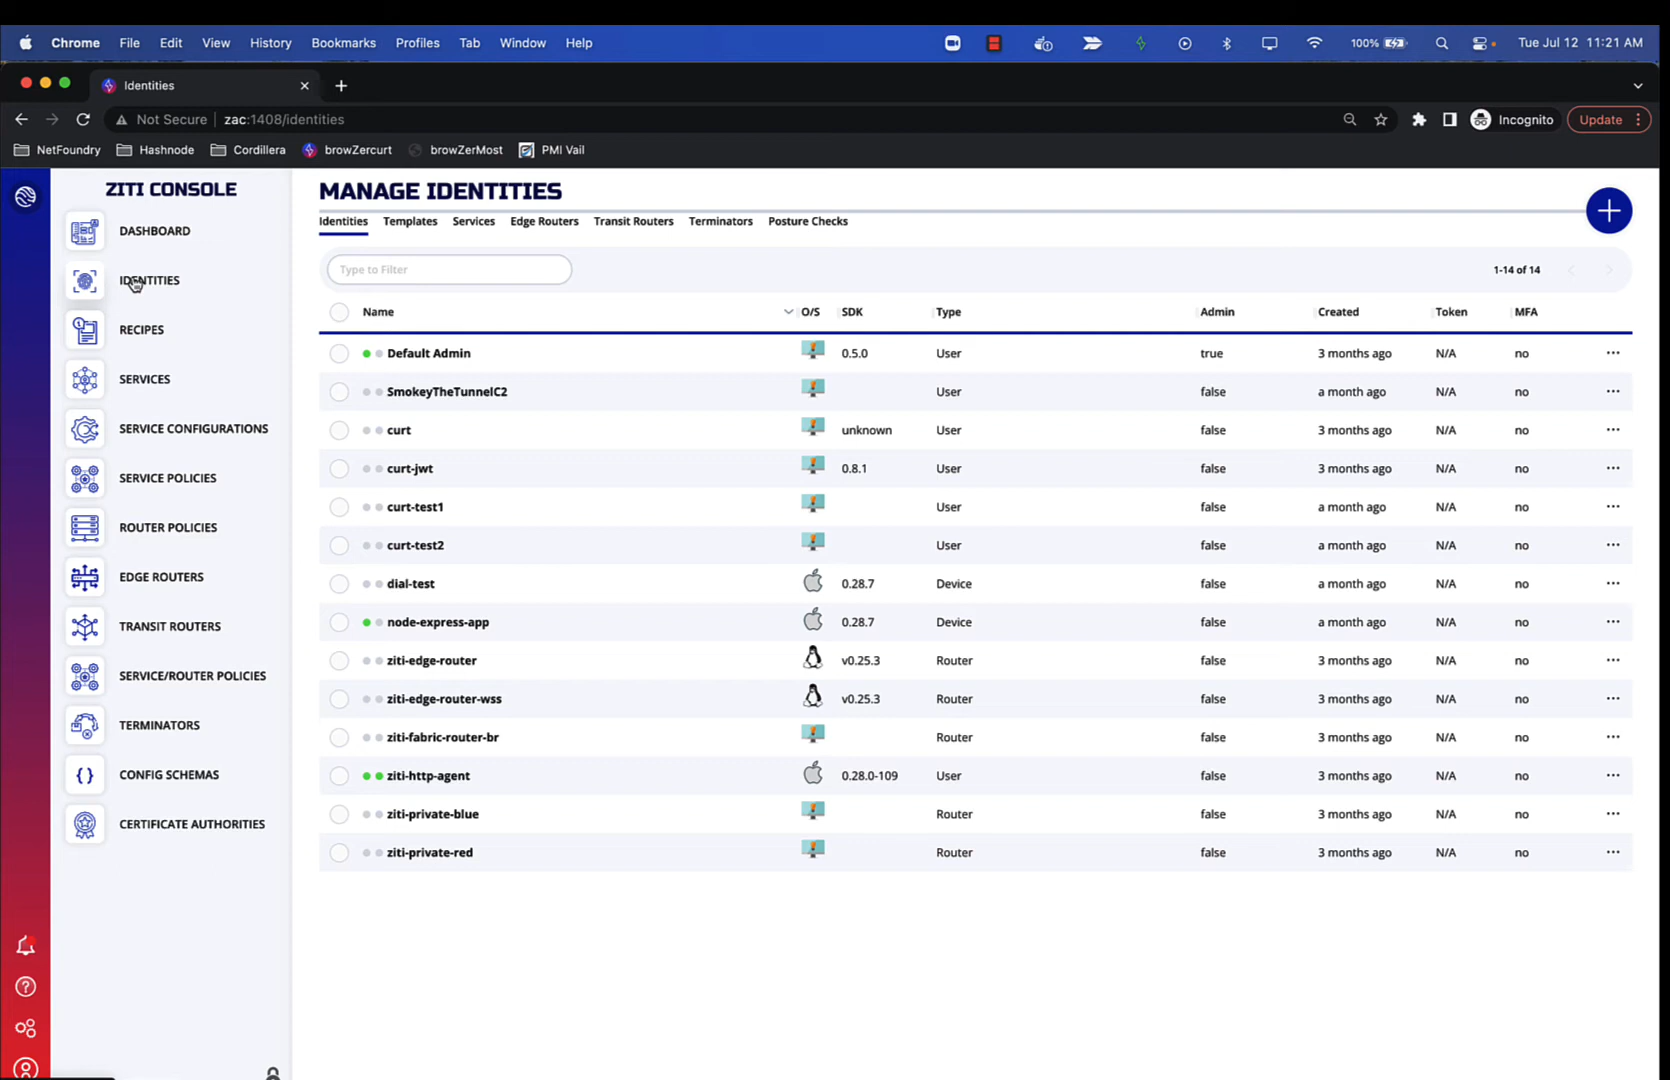 Chrome File Edit View History Bookmarks Profiles Tab Window Help 100% Tue Jul 12 11:21 AM
Identities
Not Secure zac:1408/identities Incognito Update
NetFoundry Hashnode Cordillera browZercurt browZerMost PMI Vail
ZITI CONSOLE
DASHBOARD
IDENTITIES
RECIPES
SERVICES
SERVICE CONFIGURATIONS
SERVICE POLICIES
ROUTER POLICIES
EDGE ROUTERS
TRANSIT ROUTERS
SERVICE/ROUTER POLICIES
TERMINATORS
CONFIG SCHEMAS
CERTIFICATE AUTHORITIES
MANAGE IDENTITIES
Identities Templates Services Edge Routers Transit Routers Terminators Posture Checks
Type to Filter 1-14 of 14
Name O/S SDK Type Admin Created Token MFA
Default Admin 0.5.0 User true 3 months ago N/A no
SmokeyTheTunnelC2 User false a month ago N/A no
curt unknown User false 3 months ago N/A no
curt-jwt 0.8.1 User false 3 months ago N/A no
curt-test1 User false a month ago N/A no
curt-test2 User false a month ago N/A no
dial-test 0.28.7 Device false a month ago N/A no
node-express-app 0.28.7 Device false a month ago N/A no
ziti-edge-router v0.25.3 Router false 3 months ago N/A no
ziti-edge-router-wss v0.25.3 Router false 3 months ago N/A no
ziti-fabric-router-br Router false 3 months ago N/A no
ziti-http-agent 0.28.0-109 User false 3 months ago N/A no
ziti-private-blue Router false 3 months ago N/A no
ziti-private-red Router false 3 months ago N/A no